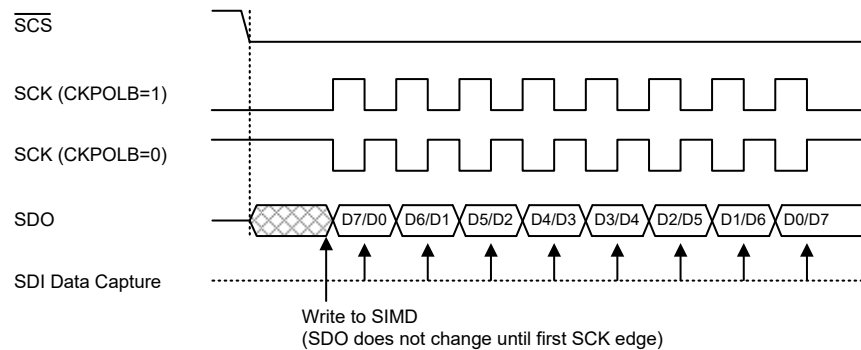 SCS
SCK (CKPOLB=1)
SCK (CKPOLB=0)
SDO
D7/D0 D6/D1 D5/D2 D4/D3 D3/D4 D2/D5 D1/D6 D0/D7
SDI Data Capture
Write to SIMD
(SDO does not change until first SCK edge)